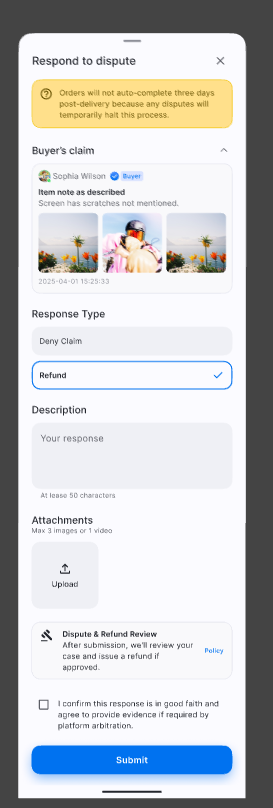 Respond to dispute
Orders will not auto-complete three days
post-delivery because any disputes will
temporarily halt this process.
Buyer's claim
Sophia Wilson Buyer
Item note as described
Screen has scratches not mentioned.
2025-04-01 15:25:33
Response Type
Deny Claim
Refund
Description
Your response
At lease 50 characters
Attachments
Max 3 images or 1 video
Upload
Dispute & Refund Review
After submission, we'll review your
case and issue a refund if
approved.
Policy
I confirm this response is in good faith and
agree to provide evidence if required by
platform arbitration.
Submit